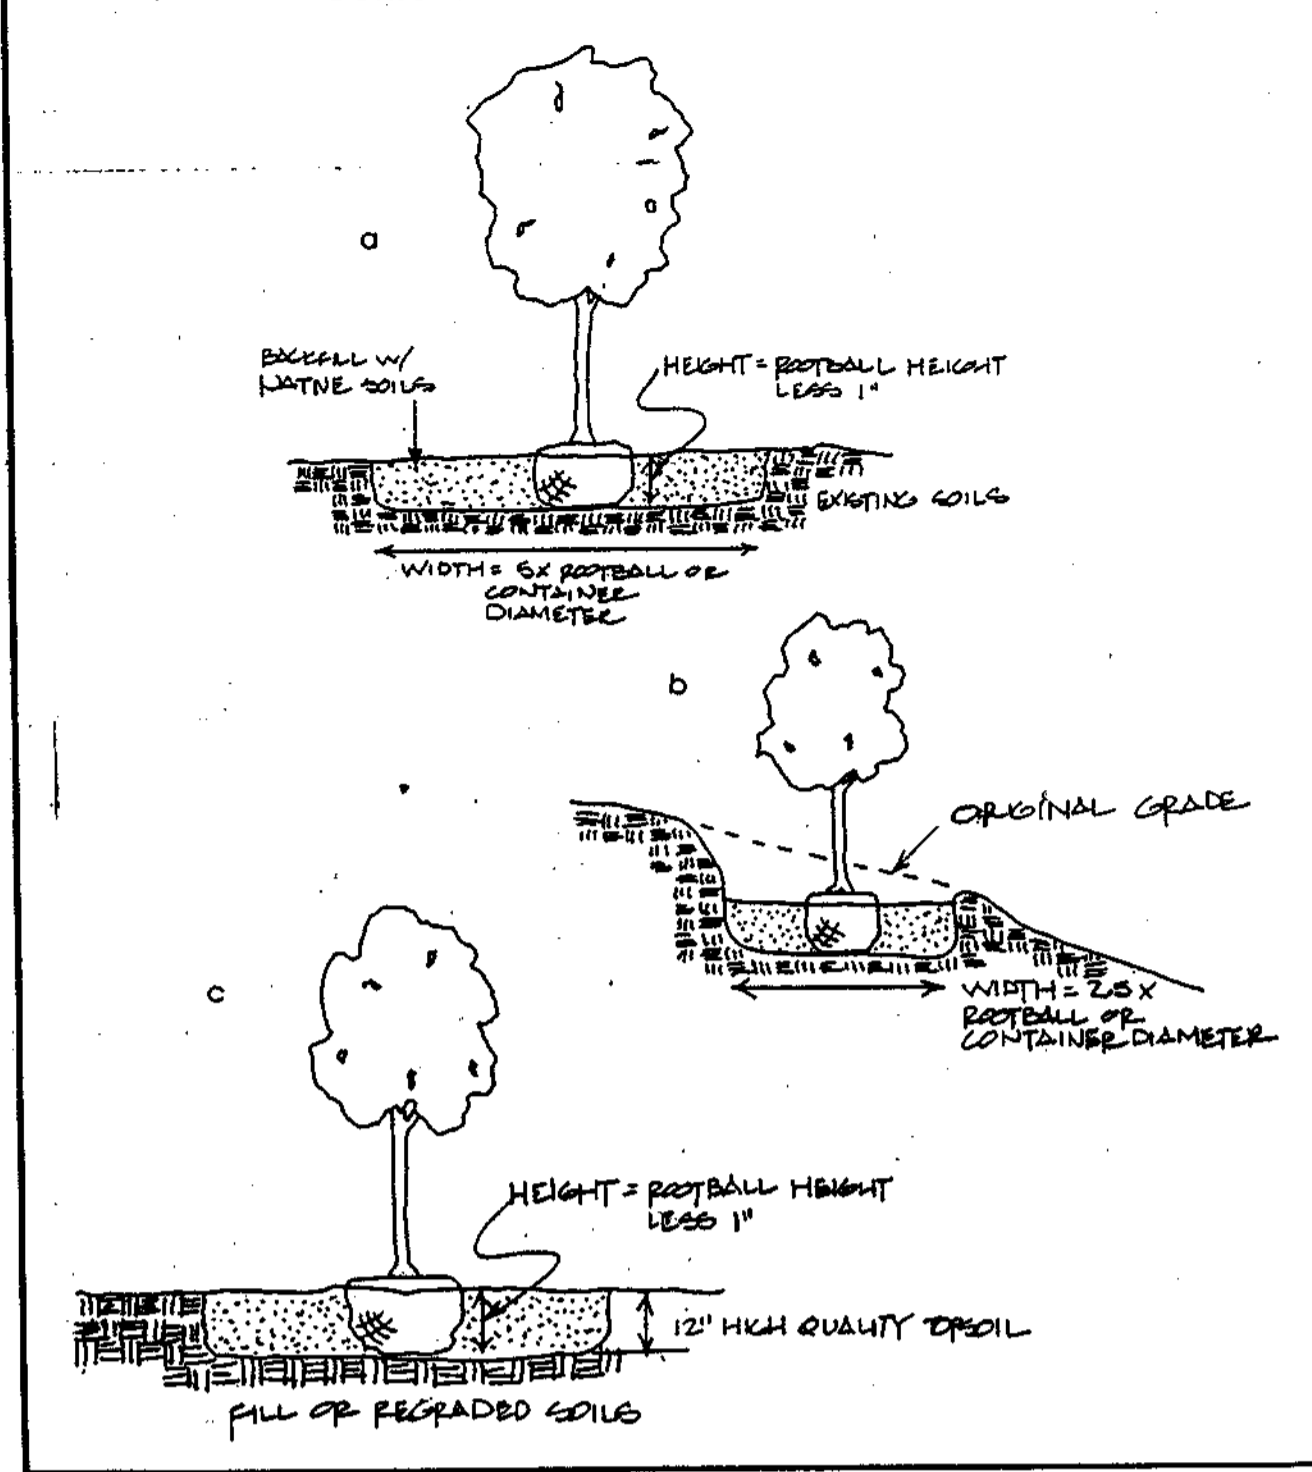 a
BACKFILL W/
NATIVE SOILS
HEIGHT = ROOTBALL HEIGHT
LESS 1"
EXISTING SOILS
WIDTH = 5X ROOTBALL OR
CONTAINER
DIAMETER
b
ORIGINAL GRADE
WIDTH = 2.5 X
ROOTBALL OR
CONTAINER DIAMETER
c
HEIGHT = ROOTBALL HEIGHT
LESS 1"
12" HIGH QUALITY TOPSOIL
FILL OR REGRADED SOILS